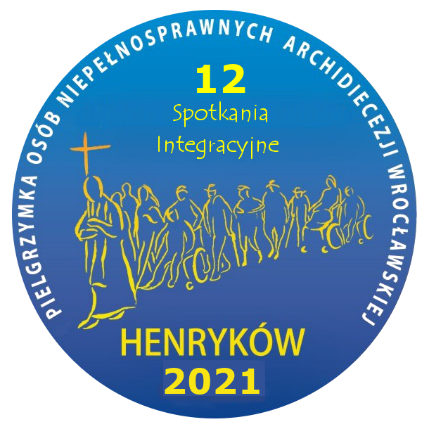 PIELGRZYMKA OSÓB NIEPEŁNOSPRAWNYCH ARCHIDIECEZJI WROCŁAWSKIEJ
12
Spotkania
Integracyjne
HENRYKÓW
2021